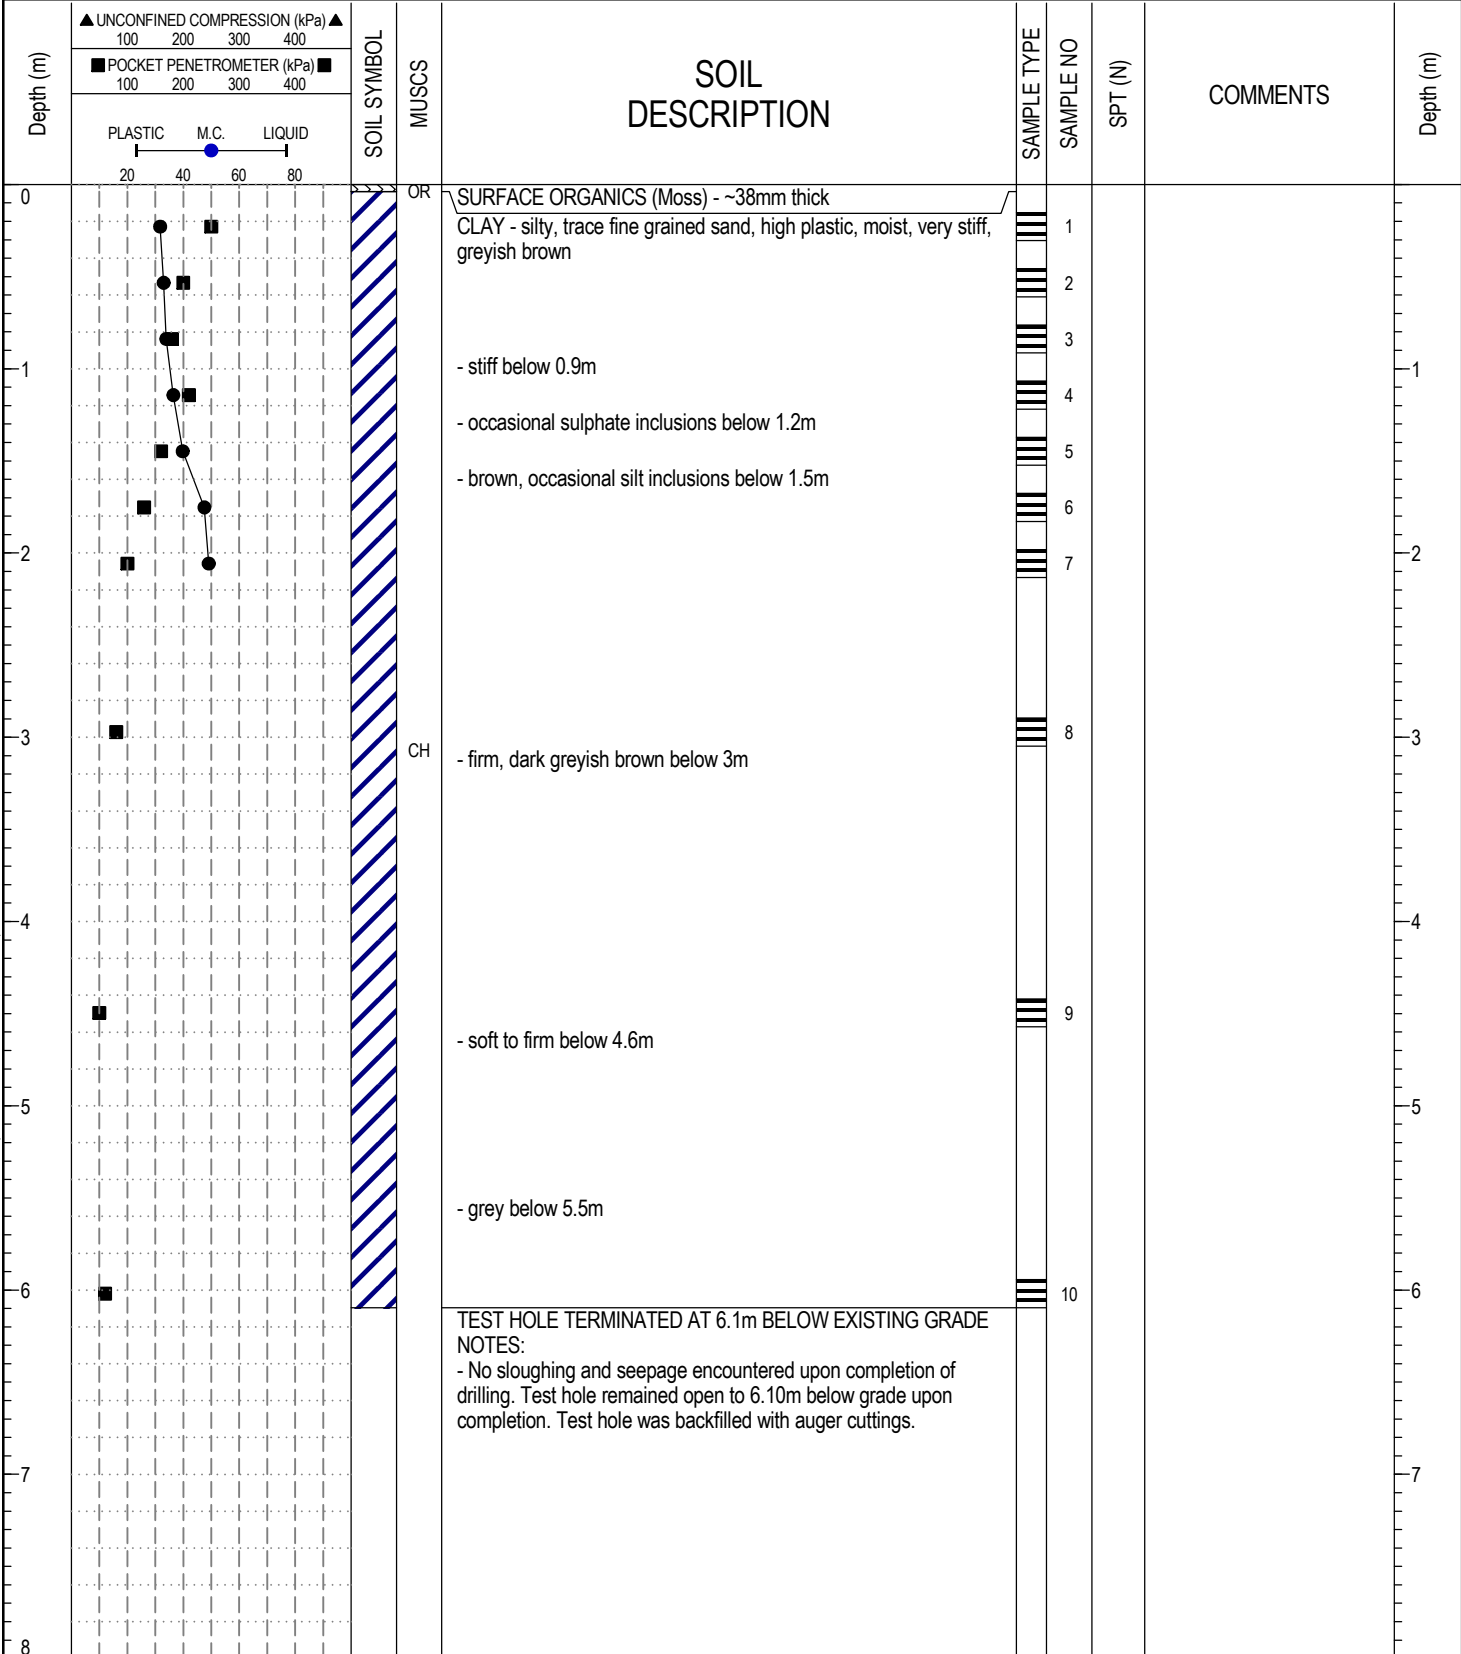 ▲ UNCONFINED COMPRESSION (kPa) ▲
100 200 300 400
■ POCKET PENETROMETER (kPa) ■
100 200 300 400
PLASTIC M.C. LIQUID
20 40 60 80
Depth (m)
SOIL SYMBOL
MUSCS
SOIL
DESCRIPTION
SAMPLE TYPE
SAMPLE NO
SPT (N)
COMMENTS
Depth (m)
0
OR
SURFACE ORGANICS (Moss) - ~38mm thick
CLAY - silty, trace fine grained sand, high plastic, moist, very stiff,
greyish brown
1
2
3
1
- stiff below 0.9m
1
4
- occasional sulphate inclusions below 1.2m
5
- brown, occasional silt inclusions below 1.5m
6
2
7
2
3
8
3
CH
- firm, dark greyish brown below 3m
4
4
9
- soft to firm below 4.6m
5
5
- grey below 5.5m
6
10
6
TEST HOLE TERMINATED AT 6.1m BELOW EXISTING GRADE
NOTES:
- No sloughing and seepage encountered upon completion of
drilling. Test hole remained open to 6.10m below grade upon
completion. Test hole was backfilled with auger cuttings.
7
7
8